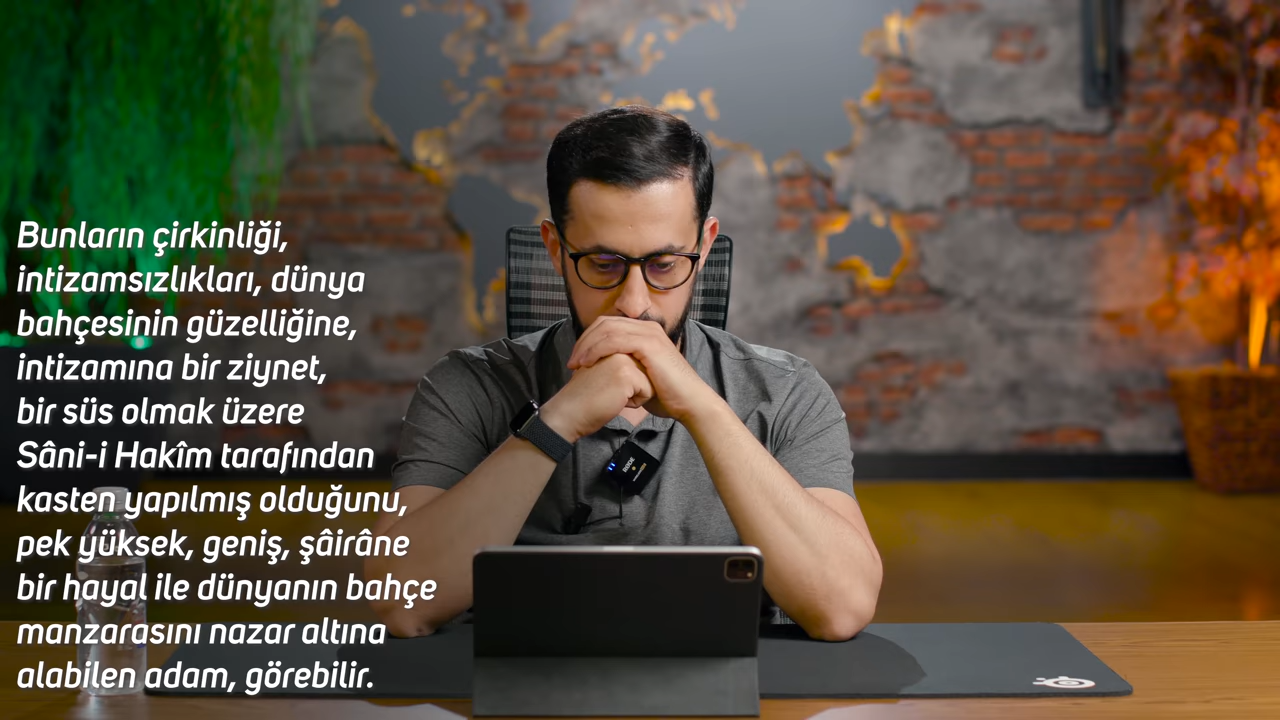 Bunların çirkinliği,
intizamsızlıkları, dünya
bahçesinin güzelliğine,
intizamına bir ziynet,
bir süs olmak üzere
Sâni-i Hakîm tarafından
kasten yapılmış olduğunu,
pek yüksek, geniş, şâirâne
bir hayal ile dünyanın bahçe
manzarasını nazar altına
alabilen adam, görebilir.
RODE